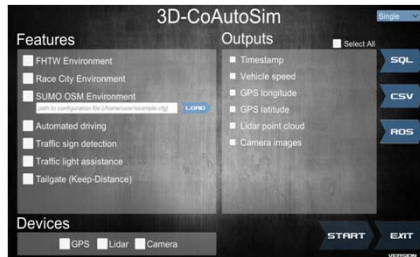 3D-CoAutoSim
Single
Features
FHTW Environment
Race City Environment
SUMO OSM Environment
path to configuration file (/home/user/example.cfg)
LOAD
Automated driving
Traffic sign detection
Traffic light assistance
Tailgate (Keep-Distance)
Outputs
Select All
Timestamp
Vehicle speed
GPS longitude
GPS latitude
Lidar point cloud
Camera images
SQL
CSV
ROS
Devices
GPS
Lidar
Camera
START
EXIT
VERSION